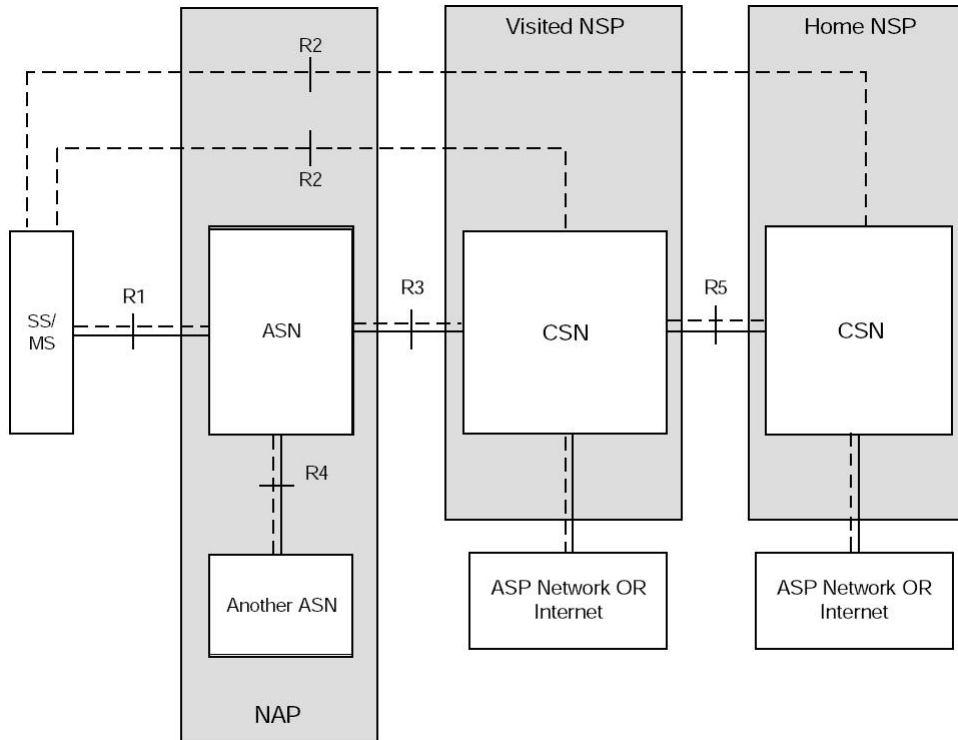 Visited NSP
Home NSP
R2
R2
R1
R3
R5
SS/
MS
ASN
CSN
CSN
R4
Another ASN
ASP Network OR
Internet
ASP Network OR
Internet
NAP